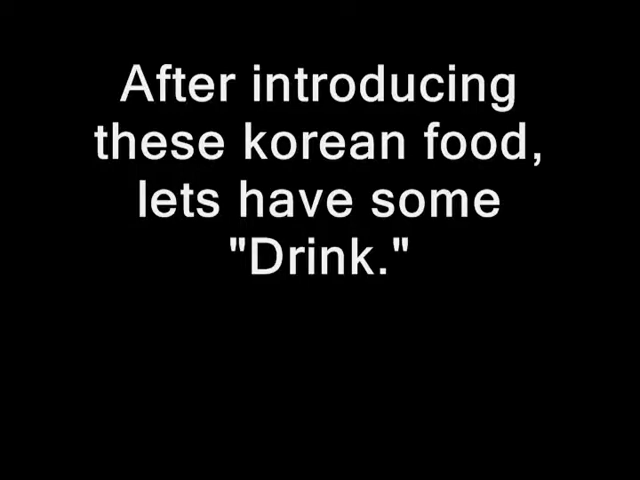 After introducing
these korean food,
lets have some
"Drink."